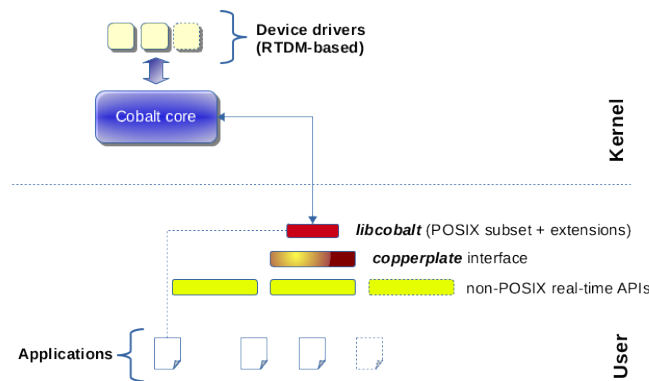 Device drivers
(RTDM-based)
Cobalt core
Kernel
libcobalt (POSIX subset + extensions)
copperplate interface
non-POSIX real-time APIs
Applications
User